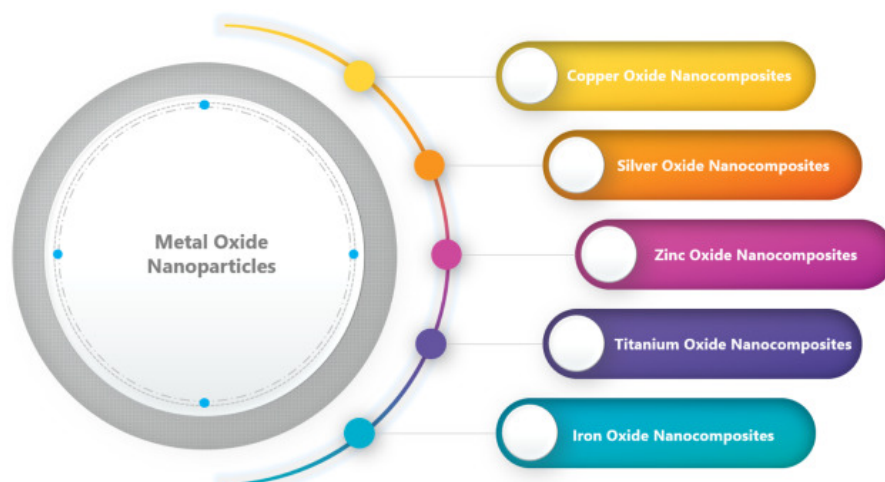 Metal Oxide
Nanoparticles
Copper Oxide Nanocomposites
Silver Oxide Nanocomposites
Zinc Oxide Nanocomposites
Titanium Oxide Nanocomposites
Iron Oxide Nanocomposites